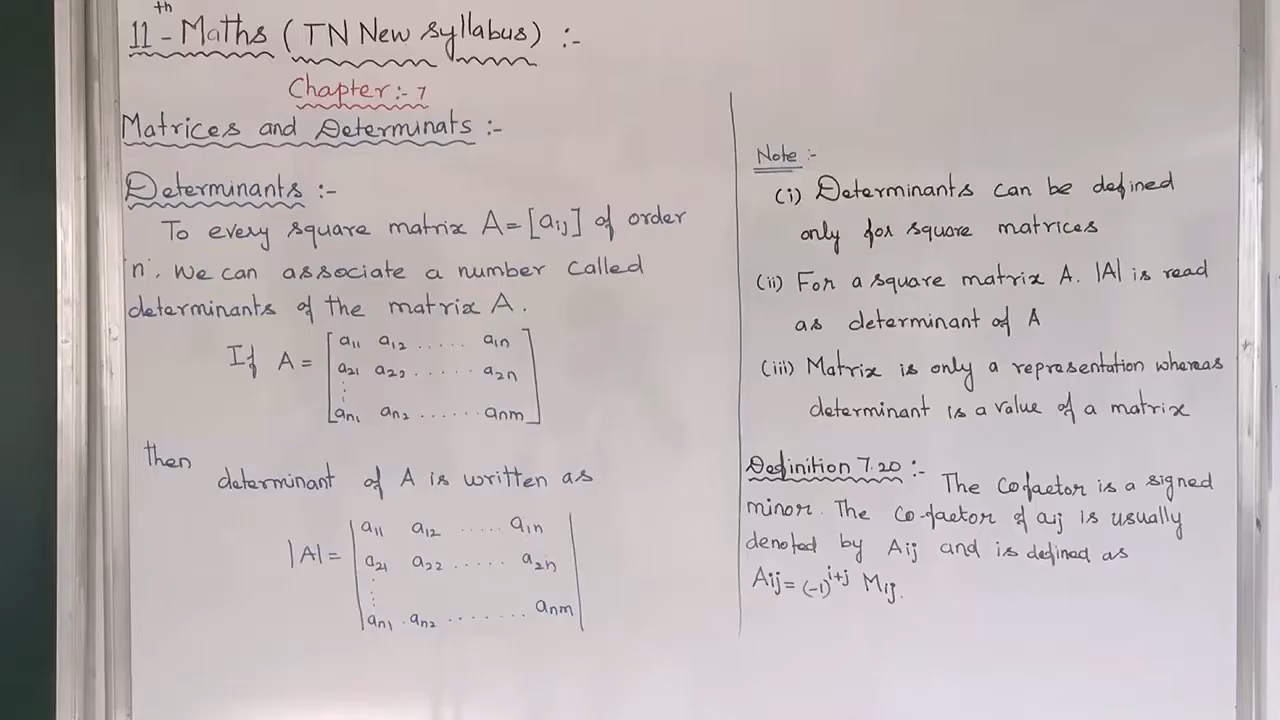 11th - Maths (TN New Syllabus) :-
Chapter:- 7
Matrices and Determinats :-
Determinants :-
To every square matrix A = [aij] of order
'n'. We can associate a number called
determinants of the matrix A.
If A = [ a11 a12 ..... a1n
a21 a22 ..... a2n
⋮
an1 an2 ...... anm ]
then
determinant of A is written as
|A| = | a11 a12 ..... a1n
a21 a22 ...... a2n
⋮
an1 . an2 ........ anm |
Note :-
(i) Determinants can be defined
only for square matrices
(ii) For a square matrix A. |A| is read
as determinant of A
(iii) Matrix is only a representation whereas
determinant is a value of a matrix
Definition 7.20 :- The cofactor is a signed
minor. The co-factor of aij is usually
denoted by Aij and is defined as
Aij = (-1)^i+j Mij.